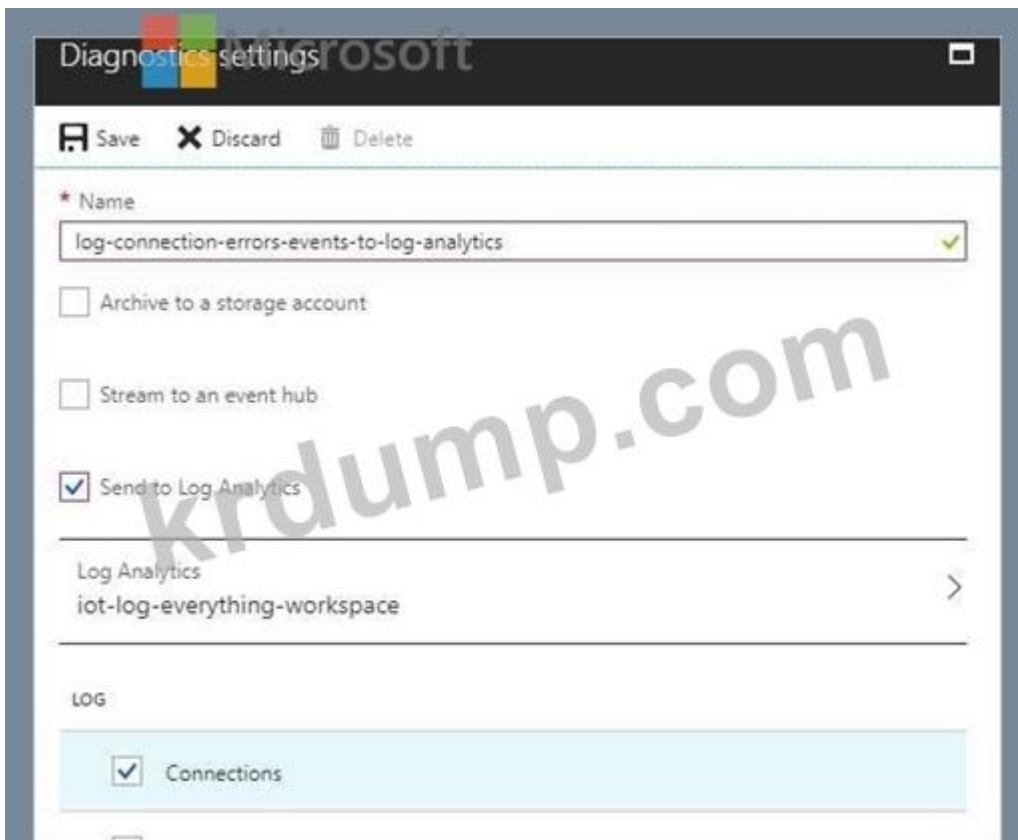 Microsoft
Diagnostics settings
Save Discard Delete
* Name
log-connection-errors-events-to-log-analytics
Archive to a storage account
Stream to an event hub
Send to Log Analytics
krdump.com
Log Analytics
iot-log-everything-workspace
LOG
Connections